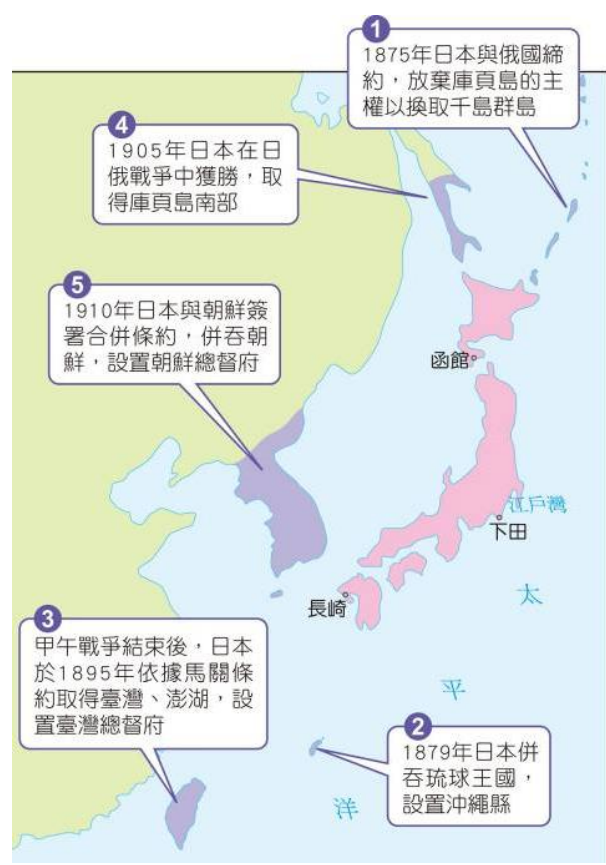 1
1875年日本與俄國締
約，放棄庫頁島的主
權以換取千島群島
4
1905年日本在日
俄戰爭中獲勝，取
得庫頁島南部
5
1910年日本與朝鮮簽
署合併條約，併吞朝
鮮，設置朝鮮總督府
函館
江戶灣
下田
長崎
太
平
洋
3
甲午戰爭結束後，日本
於1895年依據馬關條
約取得臺灣、澎湖，設
置臺灣總督府
2
1879年日本併
吞琉球王國，
設置沖繩縣